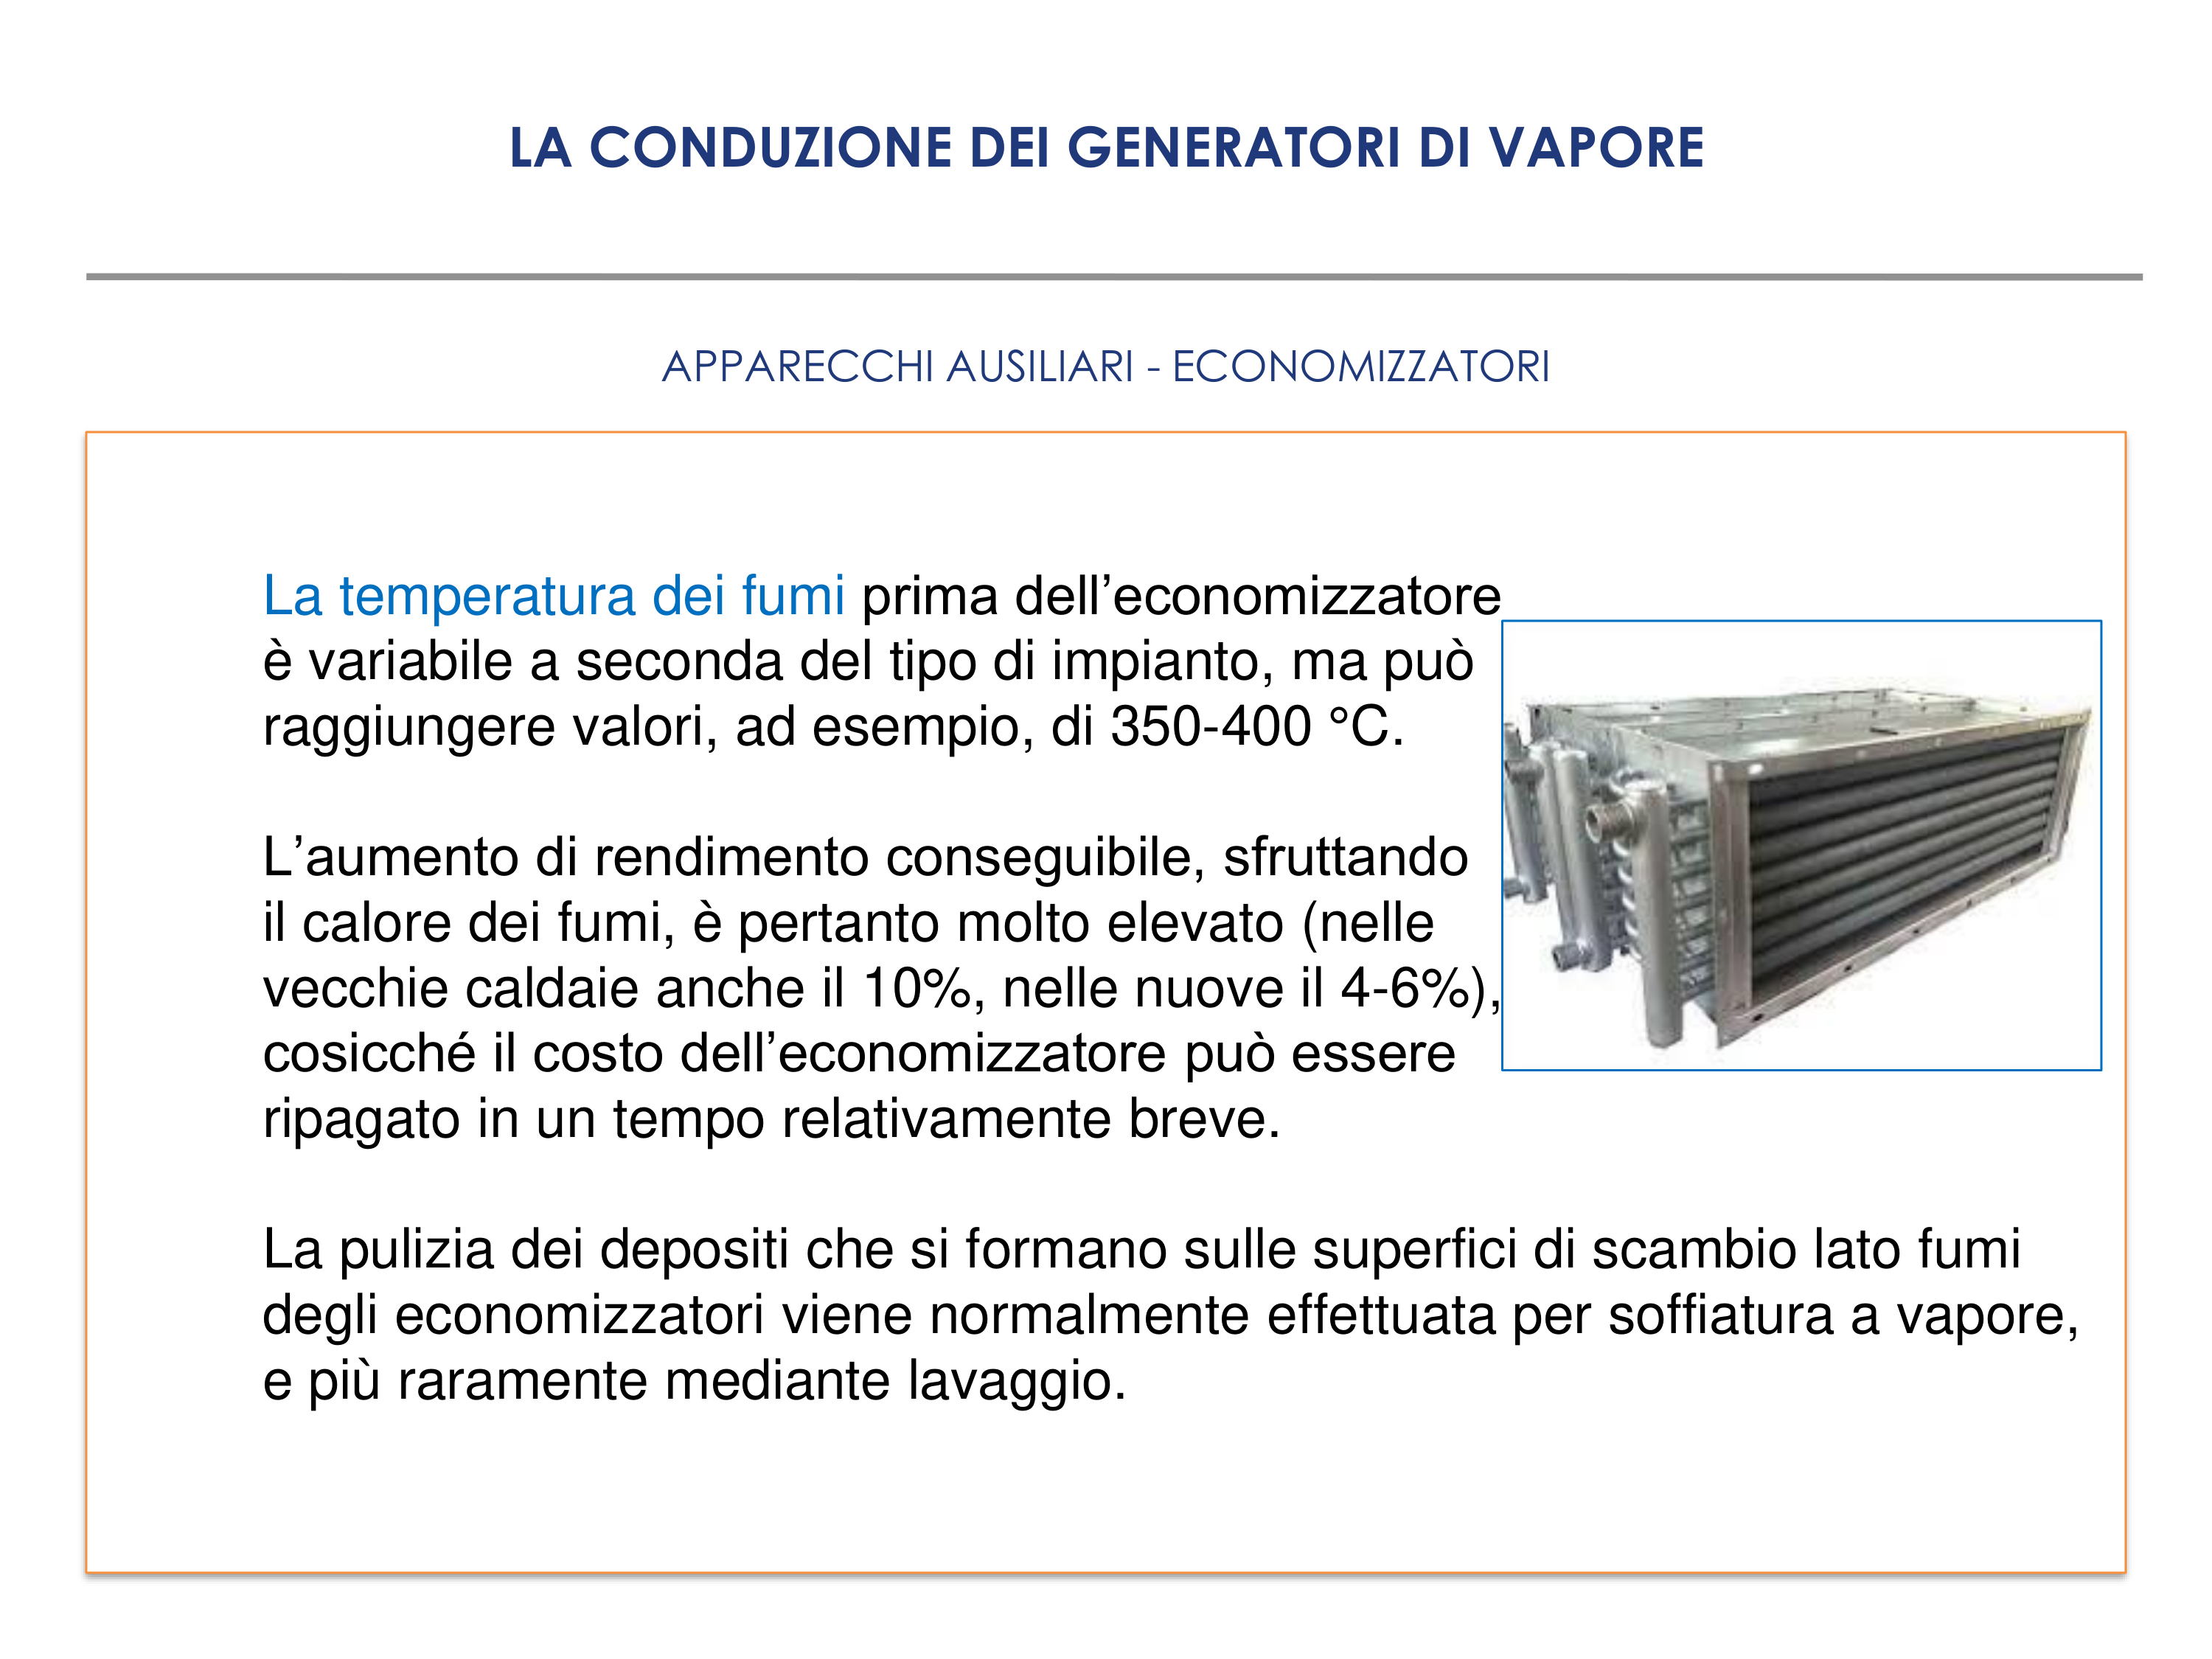 LA CONDUZIONE DEI GENERATORI DI VAPORE
APPARECCHI AUSILIARI - ECONOMIZZATORI
La temperatura dei fumi prima dell’economizzatore
è variabile a seconda del tipo di impianto, ma può
raggiungere valori, ad esempio, di 350-400 °C.
L’aumento di rendimento conseguibile, sfruttando
il calore dei fumi, è pertanto molto elevato (nelle
vecchie caldaie anche il 10%, nelle nuove il 4-6%),
cosicché il costo dell’economizzatore può essere
ripagato in un tempo relativamente breve.
La pulizia dei depositi che si formano sulle superfici di scambio lato fumi
degli economizzatori viene normalmente effettuata per soffiatura a vapore,
e più raramente mediante lavaggio.